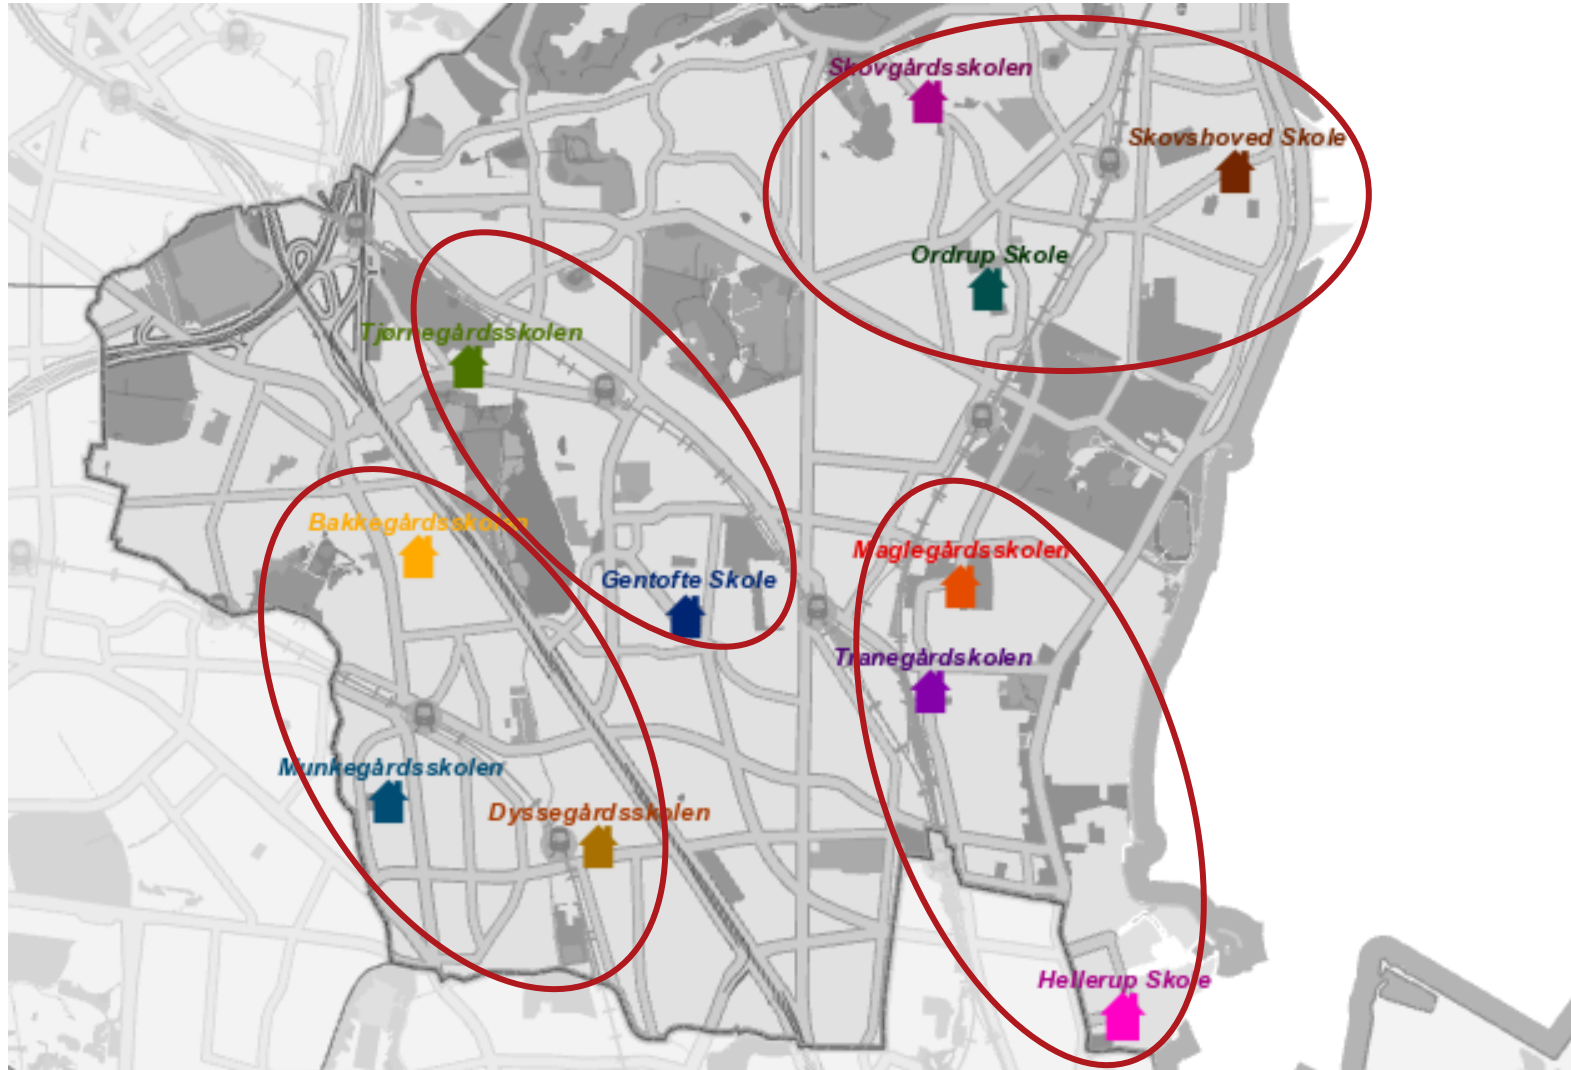 Skovgårdsskolen
Skovshoved Skole
Ordrup Skole
Tjørnegårdsskolen
Bakkegårdsskolen
Maglegårdsskolen
Gentofte Skole
Tranegårdskolen
Munkegårdsskolen
Dyssegårdsskolen
Hellerup Skole